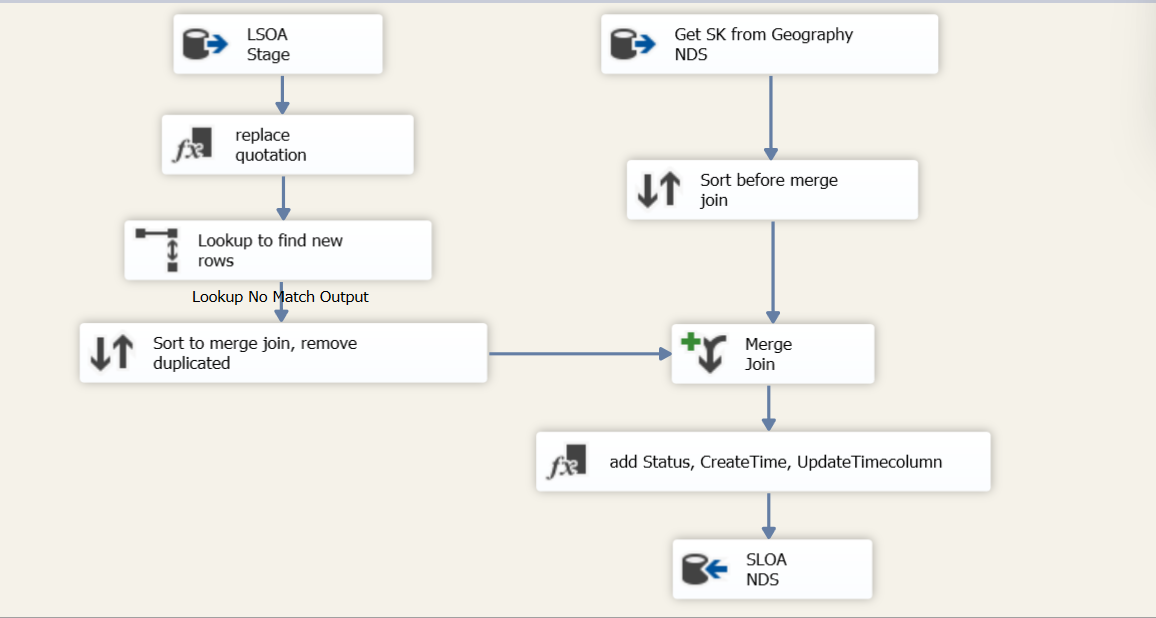 LSOA
Stage
replace
quotation
Lookup to find new
rows
Lookup No Match Output
Sort to merge join, remove
duplicated
Get SK from Geography
NDS
Sort before merge
join
Merge
Join
add Status, CreateTime, UpdateTimecolumn
SLOA
NDS